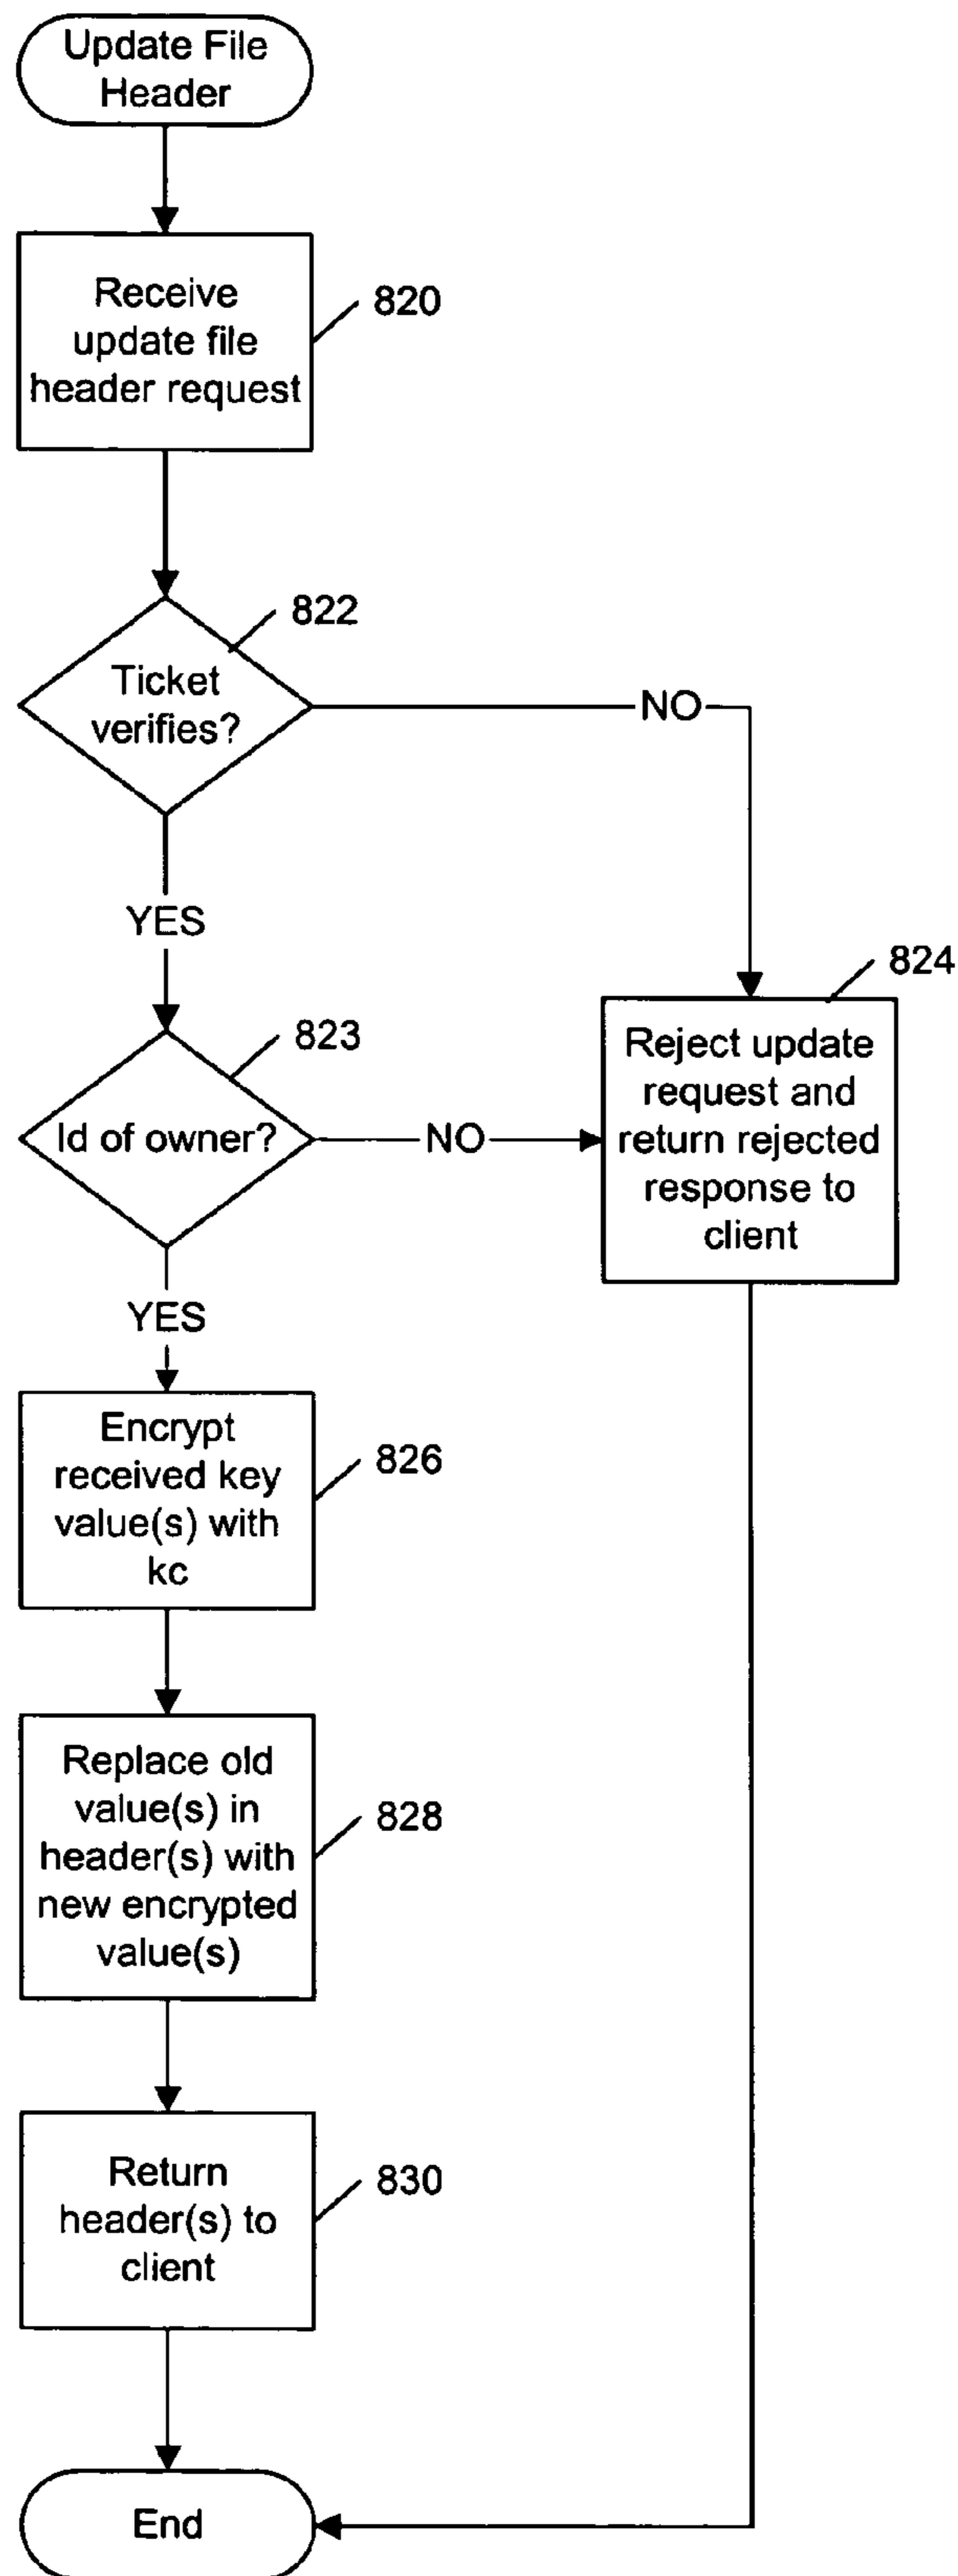 Update File
Header
Receive
update file
header request
820
822
Ticket
verifies?
NO
YES
823
Id of owner?
NO
824
Reject update
request and
return rejected
response to
client
YES
Encrypt
received key
value(s) with
kc
826
Replace old
value(s) in
header(s) with
new encrypted
value(s)
828
Return
header(s) to
client
830
End